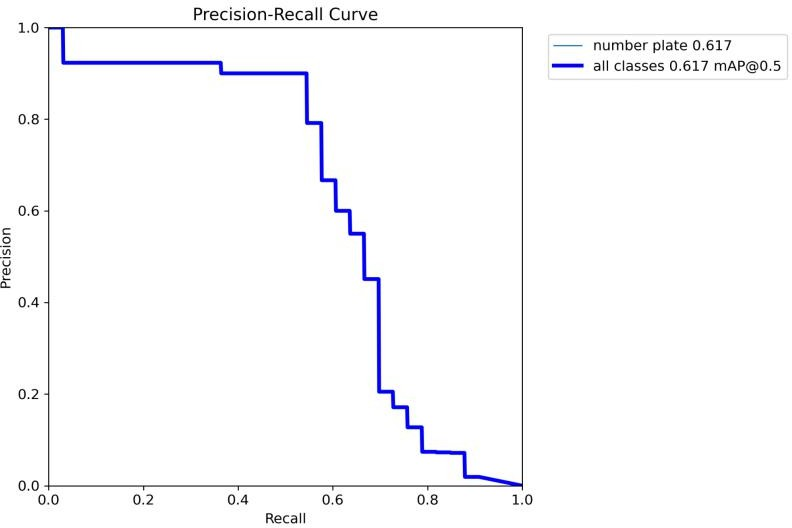 Precision-Recall Curve
number plate 0.617
all classes 0.617 mAP@0.5
1.0
0.8
0.6
0.4
0.2
0.0
Precision
0.0 0.2 0.4 0.6 0.8 1.0
Recall